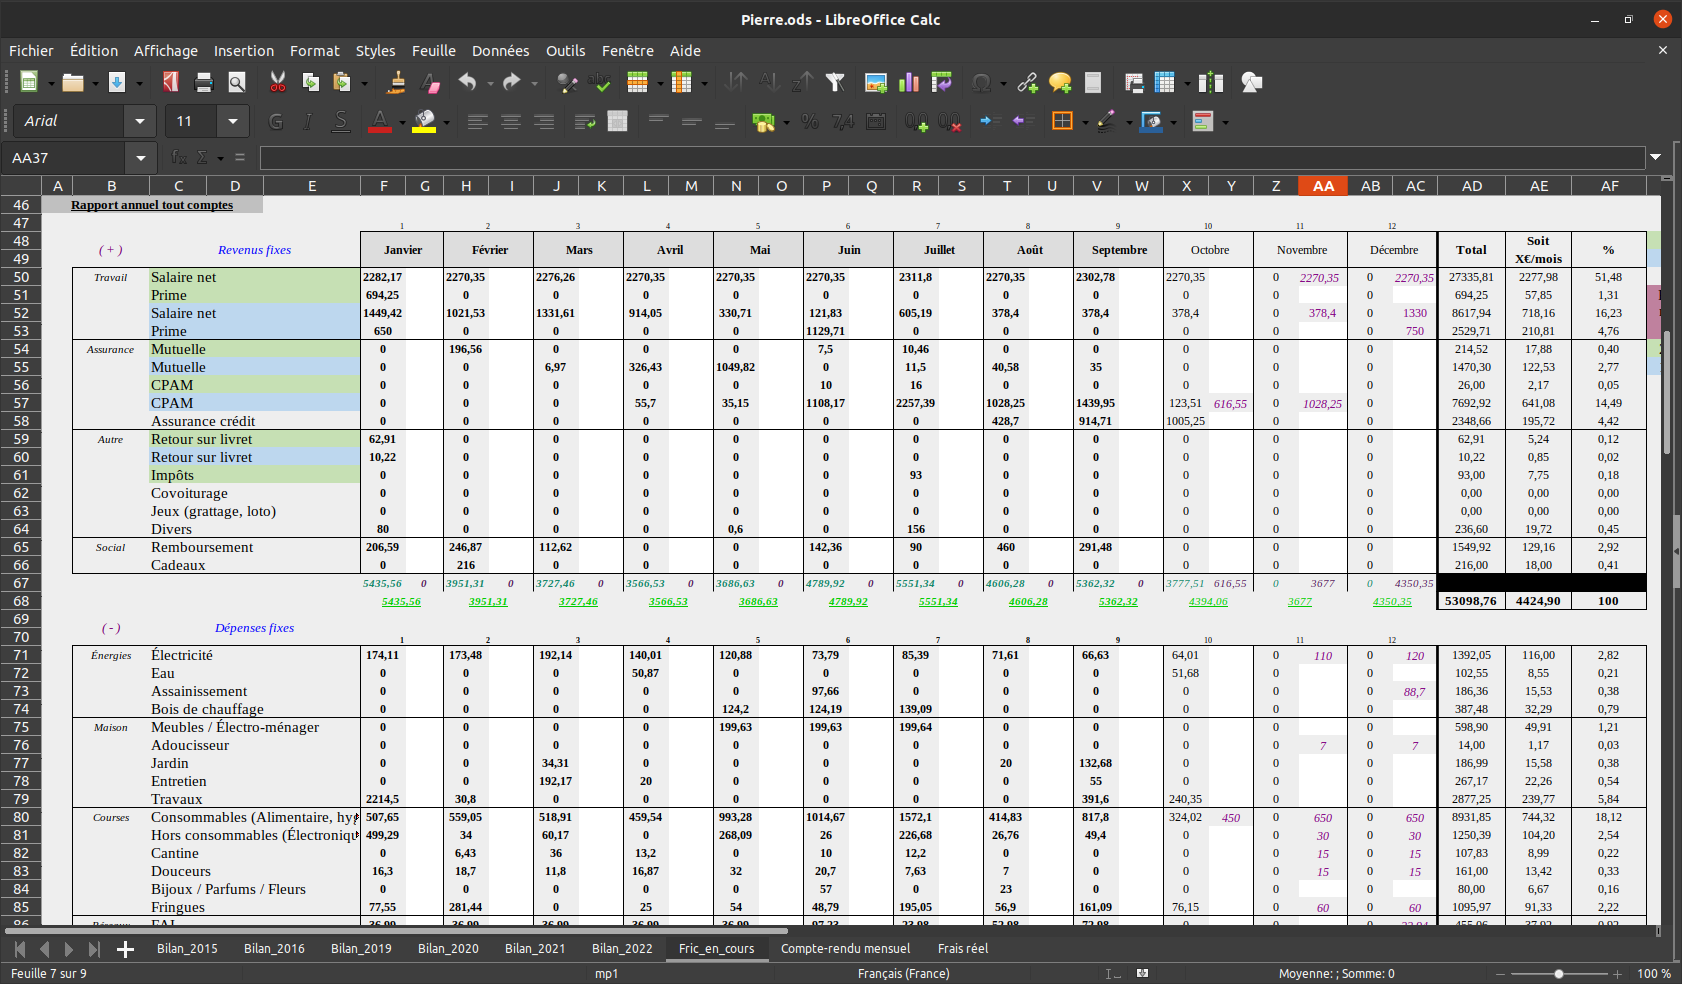 Pierre.ods - LibreOffice Calc
Fichier Édition Affichage Insertion Format Styles Feuille Données Outils Fenêtre Aide
Arial 11
AA37
A B C D E F G H I J K L M N O P Q R S T U V W X Y Z AA AB AC AD AE AF
46 Rapport annuel tout comptes
47 1 2 3 4 5 6 7 8 9 10 11 12
48 ( + ) Revenus fixes Janvier Février Mars Avril Mai Juin Juillet Août Septembre Octobre Novembre Décembre Total Soit %
49 X€/mois
50 Travail Salaire net 2282,17 2270,35 2276,26 2270,35 2270,35 2270,35 2311,8 2270,35 2302,78 2270,35 0 2270,35 0 2270,35 27335,81 2277,98 51,48
51 Prime 694,25 0 0 0 0 0 0 0 0 0 0 0 694,25 57,85 1,31
52 Salaire net 1449,42 1021,53 1331,61 914,05 330,71 121,83 605,19 378,4 378,4 378,4 0 378,4 0 1330 8617,94 718,16 16,23
53 Prime 650 0 0 0 0 1129,71 0 0 0 0 0 0 750 2529,71 210,81 4,76
54 Assurance Mutuelle 0 196,56 0 0 0 7,5 10,46 0 0 0 0 0 214,52 17,88 0,40
55 Mutuelle 0 0 6,97 326,43 1049,82 0 11,5 40,58 35 0 0 0 1470,30 122,53 2,77
56 CPAM 0 0 0 0 0 10 16 0 0 0 0 0 26,00 2,17 0,05
57 CPAM 0 0 0 55,7 35,15 1108,17 2257,39 1028,25 1439,95 123,51 616,55 0 1028,25 0 7692,92 641,08 14,49
58 Assurance crédit 0 0 0 0 0 0 0 428,7 914,71 1005,25 0 0 2348,66 195,72 4,42
59 Autre Retour sur livret 62,91 0 0 0 0 0 0 0 0 0 0 0 62,91 5,24 0,12
60 Retour sur livret 10,22 0 0 0 0 0 0 0 0 0 0 0 10,22 0,85 0,02
61 Impôts 0 0 0 0 0 0 93 0 0 0 0 0 93,00 7,75 0,18
62 Covoiturage 0 0 0 0 0 0 0 0 0 0 0 0 0,00 0,00 0,00
63 Jeux (grattage, loto) 0 0 0 0 0 0 0 0 0 0 0 0 0,00 0,00 0,00
64 Divers 80 0 0 0 0,6 0 156 0 0 0 0 0 236,60 19,72 0,45
65 Social Remboursement 206,59 246,87 112,62 0 0 142,36 90 460 291,48 0 0 0 1549,92 129,16 2,92
66 Cadeaux 0 216 0 0 0 0 0 0 0 0 0 0 216,00 18,00 0,41
67 5435,56 0 3951,31 0 3727,46 0 3566,53 0 3686,63 0 4789,92 0 5551,34 0 4606,28 0 5362,32 0 3777,51 616,55 0 3677 0 4350,35
68 5435,56 3951,31 3727,46 3566,53 3686,63 4789,92 5551,34 4606,28 5362,32 4394,06 3677 4350,35 53098,76 4424,90 100
69 ( - ) Dépenses fixes
70 1 2 3 4 5 6 7 8 9 10 11 12
71 Énergies Électricité 174,11 173,48 192,14 140,01 120,88 73,79 85,39 71,61 66,63 64,01 0 110 0 120 1392,05 116,00 2,82
72 Eau 0 0 0 50,87 0 0 0 0 0 51,68 0 0 102,55 8,55 0,21
73 Assainissement 0 0 0 0 0 97,66 0 0 0 0 0 0 88,7 186,36 15,53 0,38
74 Bois de chauffage 0 0 0 0 124,2 124,19 139,09 0 0 0 0 0 387,48 32,29 0,79
75 Maison Meubles / Électro-ménager 0 0 0 0 199,63 199,63 199,64 0 0 0 0 0 598,90 49,91 1,21
76 Adoucisseur 0 0 0 0 0 0 0 0 0 0 0 7 0 7 14,00 1,17 0,03
77 Jardin 0 0 34,31 0 0 0 0 20 132,68 0 0 0 186,99 15,58 0,38
78 Entretien 0 0 192,17 20 0 0 0 0 55 0 0 0 267,17 22,26 0,54
79 Travaux 2214,5 30,8 0 0 0 0 0 0 391,6 240,35 0 0 2877,25 239,77 5,84
80 Courses Consommables (Alimentaire, hyg 507,65 559,05 518,91 459,54 993,28 1014,67 1572,1 414,83 817,8 324,02 450 0 650 0 650 8931,85 744,32 18,12
81 Hors consommables (Électroniqu 499,29 34 60,17 0 268,09 26 226,68 26,76 49,4 0 0 30 0 30 1250,39 104,20 2,54
82 Cantine 0 6,43 36 13,2 0 10 12,2 0 0 0 0 15 0 15 107,83 8,99 0,22
83 Douceurs 16,3 18,7 11,8 16,87 32 20,7 7,63 7 0 0 0 15 0 15 161,00 13,42 0,33
84 Bijoux / Parfums / Fleurs 0 0 0 0 0 57 0 23 0 0 0 0 80,00 6,67 0,16
85 Fringues 77,55 281,44 0 25 54 48,79 195,05 56,9 161,09 76,15 0 60 0 60 1095,97 91,33 2,22
Bilan_2015 Bilan_2016 Bilan_2019 Bilan_2020 Bilan_2021 Bilan_2022 Fric_en_cours Compte-rendu mensuel Frais réel
Feuille 7 sur 9 mp1 Français (France) Moyenne: ; Somme: 0 100 %